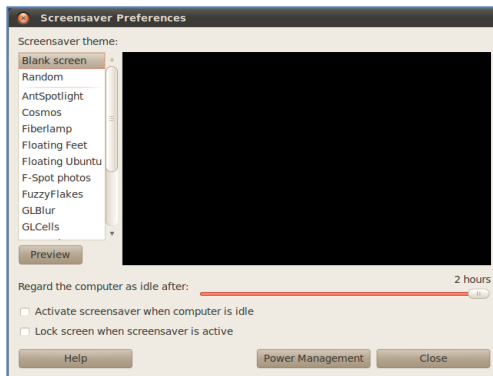 Screensaver Preferences
Screensaver theme:
Blank screen
Random
AntSpotlight
Cosmos
Fiberlamp
Floating Feet
Floating Ubuntu
F-Spot photos
FuzzyFlakes
GLBlur
GLCells
Preview
2 hours
Regard the computer as idle after:
Activate screensaver when computer is idle
Lock screen when screensaver is active
Help
Power Management
Close